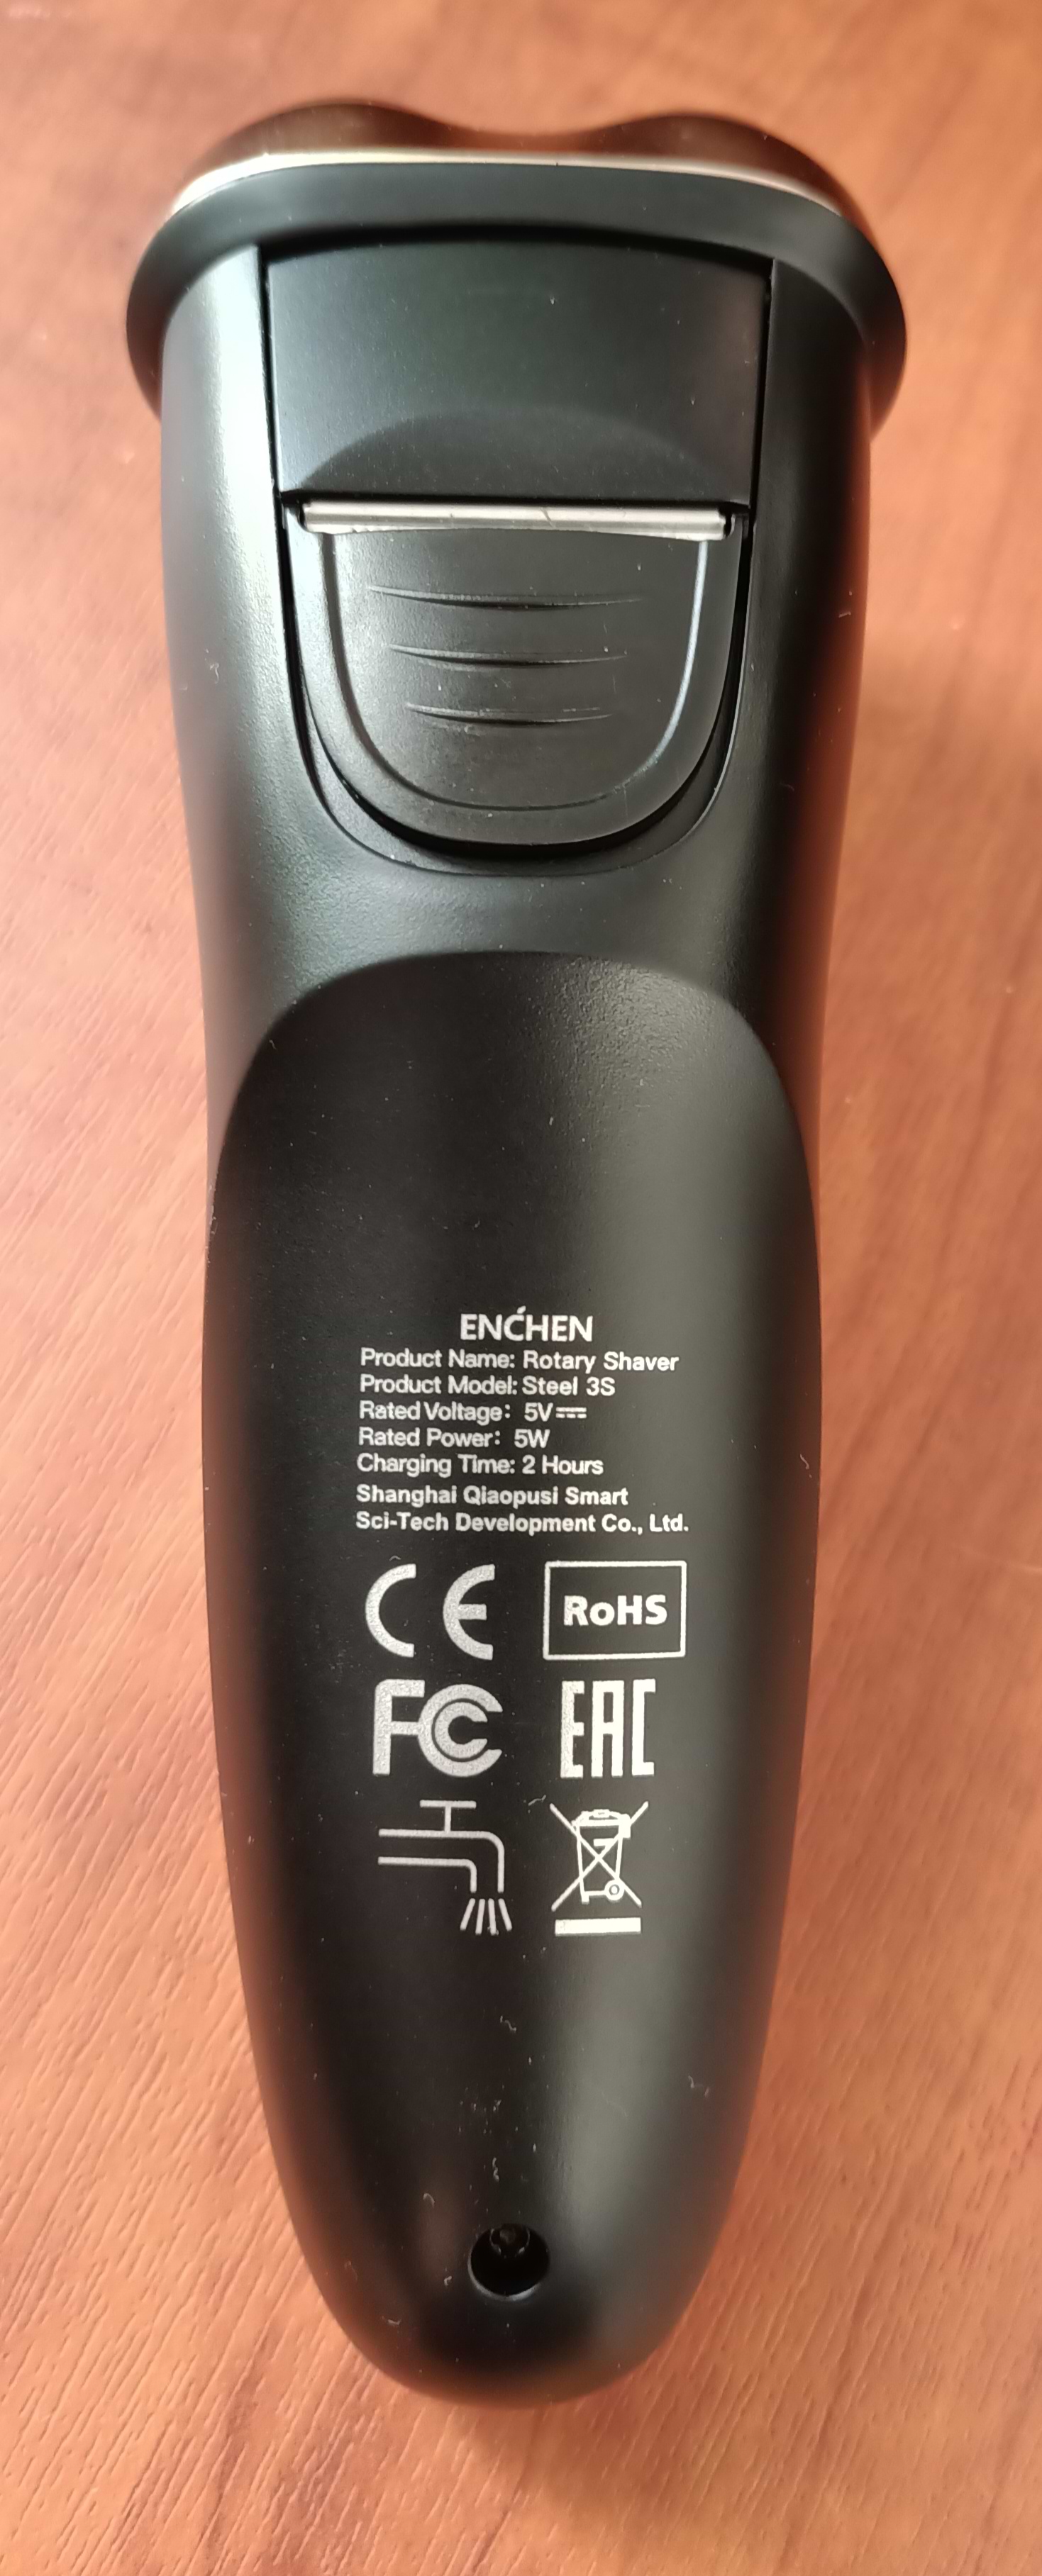 ENCHEN
Product Name: Rotary Shaver
Product Model: Steel 3S
Rated Voltage: 5V⎓
Rated Power: 5W
Charging Time: 2 Hours
Shanghai Qiaopusi Smart
Sci-Tech Development Co., Ltd.
CE RoHS
FC EAC